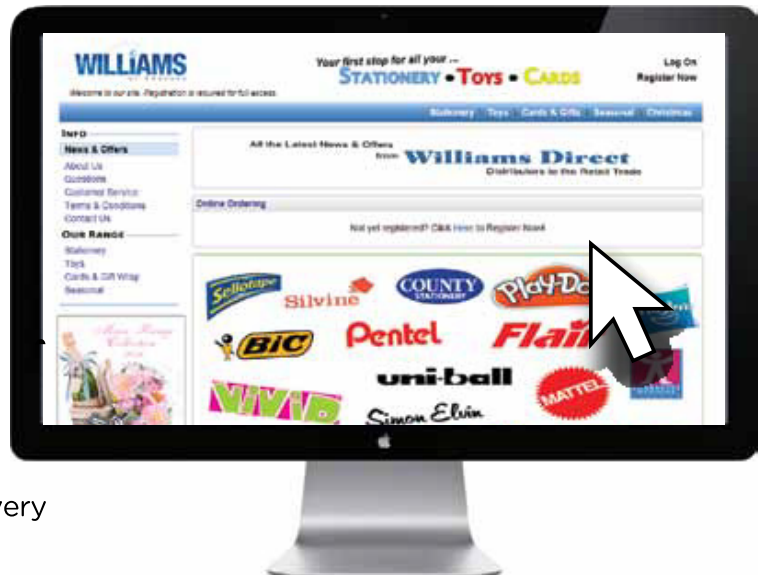 WILLIAMS
Your first stop for all your ...
STATIONERY • TOYS • CARDS
Log On
Register Now
Welcome to our site. Registration is required for full access.
Stationery Toys Cards & Gifts Seasonal Christmas
INFO
News & Offers
About Us
Questions
Customer Service
Terms & Conditions
Contact Us
OUR RANGE
Stationery
Toys
Cards & Gift Wrap
Seasonal
All the Latest News & Offers
from Williams Direct
Distributors to the Retail Trade
Online Ordering
Not yet registered? Click Here to Register Now!
Sellotape
Silvine
COUNTY
STATIONERY
Play-Do
BIC
Pentel
Flair
uni-ball
ViViD
Simon Elvin
MATTEL
very